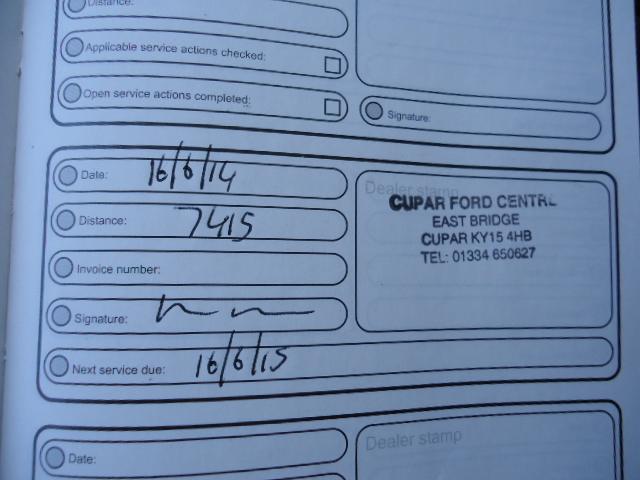 Distance:
Applicable service actions checked:
Open service actions completed:
Signature:
Date: 16/6/14
Distance: 7415
Invoice number:
Signature:
Next service due: 16/6/15
Dealer stamp
CUPAR FORD CENTRE
EAST BRIDGE
CUPAR KY15 4HB
TEL: 01334 650627
Date:
Dealer stamp